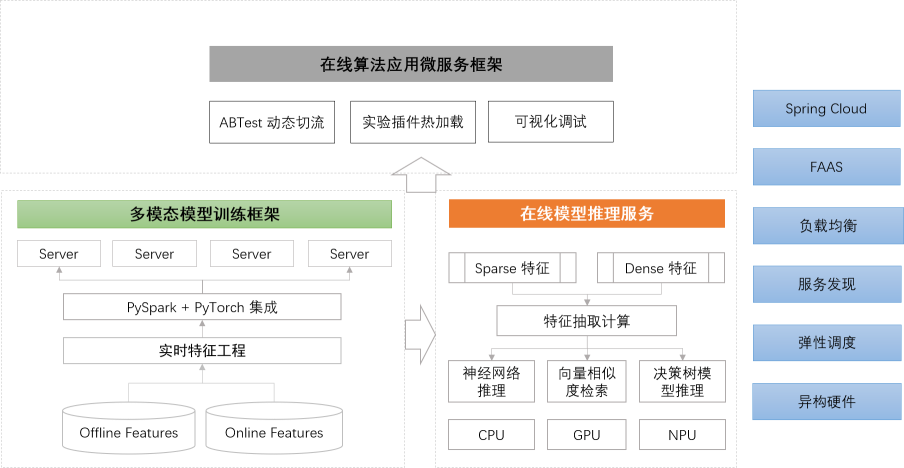 在线算法应用微服务框架
ABTest 动态切流
实验插件热加载
可视化调试
多模态模型训练框架
Server
Server
Server
Server
PySpark + PyTorch 集成
实时特征工程
Offline Features
Online Features
在线模型推理服务
Sparse 特征
Dense 特征
特征抽取计算
神经网络
推理
向量相似
度检索
决策树模
型推理
CPU
GPU
NPU
Spring Cloud
FAAS
负载均衡
服务发现
弹性调度
异构硬件